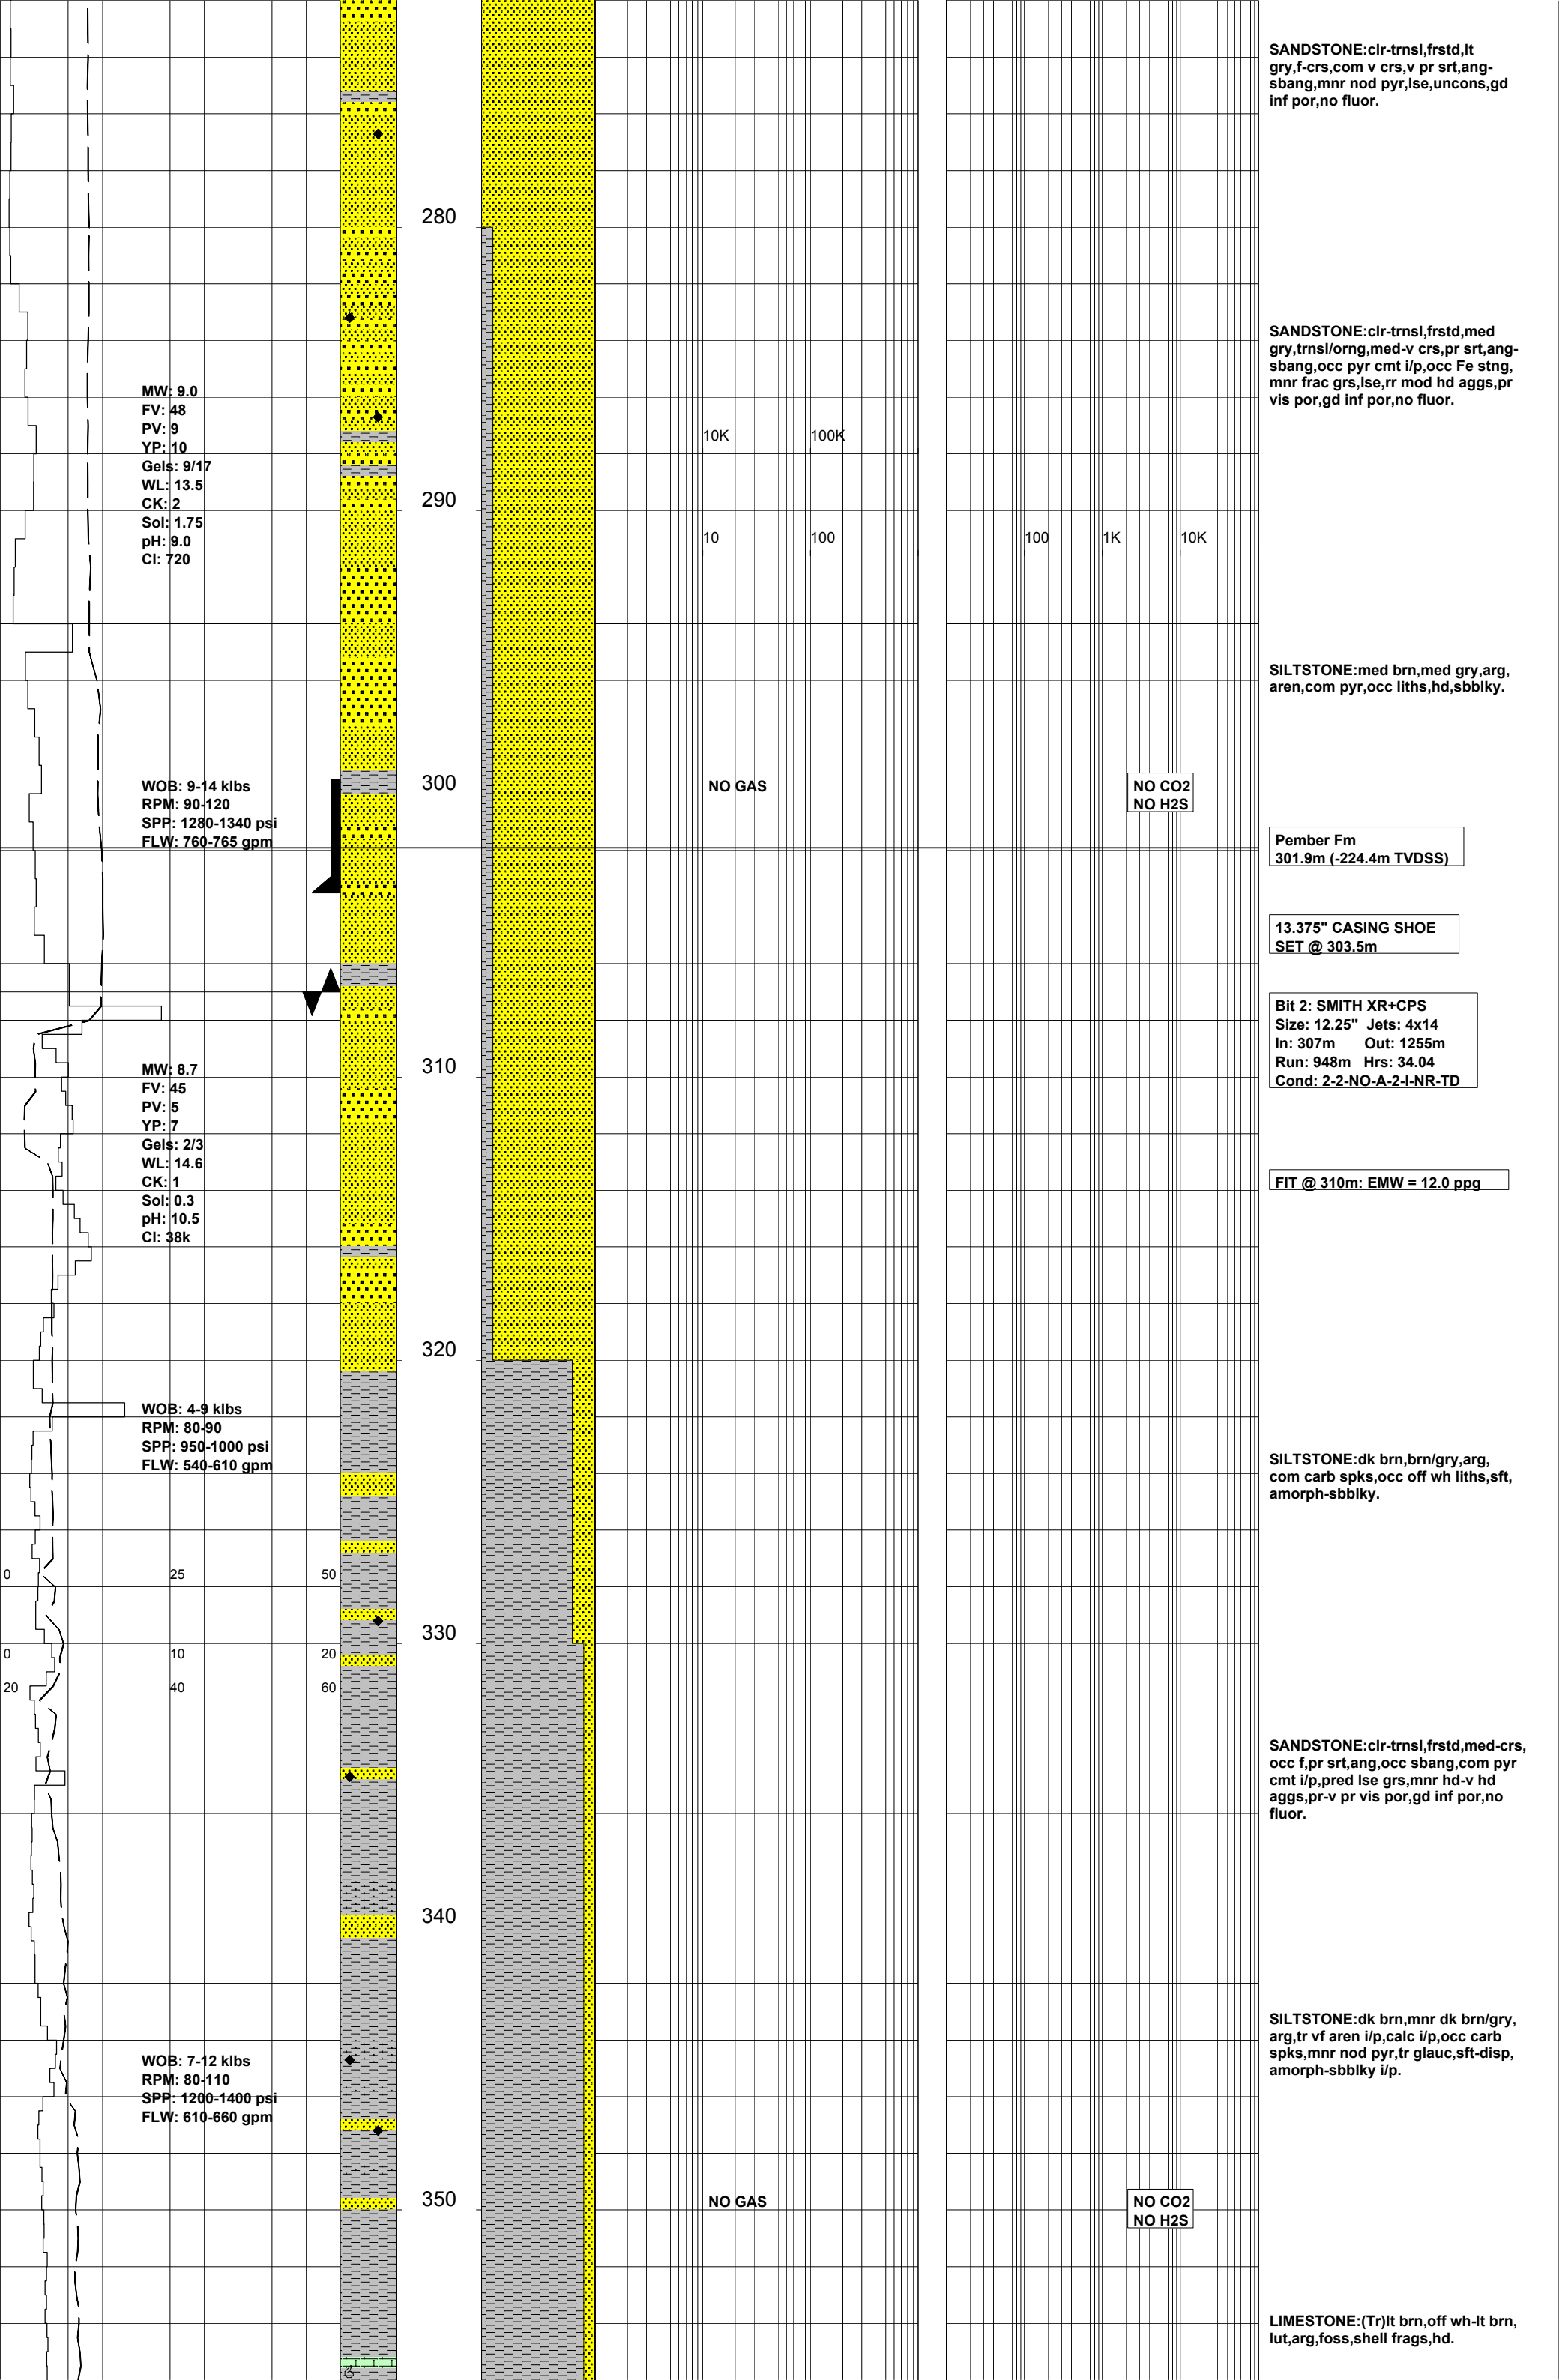 SANDSTONE:clr-trnsl,frstd,lt
gry,f-crs,com v crs,v pr srt,ang-
sbang,mnr nod pyr,lse,uncons,gd
inf por,no fluor.
280
SANDSTONE:clr-trnsl,frstd,med
gry,trnsl/orng,med-v crs,pr srt,ang-
sbang,occ pyr cmt i/p,occ Fe stng,
mnr frac grs,lse,rr mod hd aggs,pr
vis por,gd inf por,no fluor.
MW: 9.0
FV: 48
PV: 9
YP: 10
Gels: 9/17
WL: 13.5
CK: 2
Sol: 1.75
pH: 9.0
Cl: 720
10K 100K
290
10 100 100 1K 10K
SILTSTONE:med brn,med gry,arg,
aren,com pyr,occ liths,hd,sbblky.
WOB: 9-14 klbs
RPM: 90-120
SPP: 1280-1340 psi
FLW: 760-765 gpm
300
NO GAS
NO CO2
NO H2S
Pember Fm
301.9m (-224.4m TVDSS)
13.375" CASING SHOE
SET @ 303.5m
Bit 2: SMITH XR+CPS
Size: 12.25" Jets: 4x14
In: 307m Out: 1255m
Run: 948m Hrs: 34.04
Cond: 2-2-NO-A-2-I-NR-TD
310
MW: 8.7
FV: 45
PV: 5
YP: 7
Gels: 2/3
WL: 14.6
CK: 1
Sol: 0.3
pH: 10.5
Cl: 38k
FIT @ 310m: EMW = 12.0 ppg
320
WOB: 4-9 klbs
RPM: 80-90
SPP: 950-1000 psi
FLW: 540-610 gpm
SILTSTONE:dk brn,brn/gry,arg,
com carb spks,occ off wh liths,sft,
amorph-sbblky.
0 25 50
330
0 10 20
20 40 60
SANDSTONE:clr-trnsl,frstd,med-crs,
occ f,pr srt,ang,occ sbang,com pyr
cmt i/p,pred lse grs,mnr hd-v hd
aggs,pr-v pr vis por,gd inf por,no
fluor.
340
SILTSTONE:dk brn,mnr dk brn/gry,
arg,tr vf aren i/p,calc i/p,occ carb
spks,mnr nod pyr,tr glauc,sft-disp,
amorph-sbblky i/p.
WOB: 7-12 klbs
RPM: 80-110
SPP: 1200-1400 psi
FLW: 610-660 gpm
350
NO GAS
NO CO2
NO H2S
LIMESTONE:(Tr)lt brn,off wh-lt brn,
lut,arg,foss,shell frags,hd.